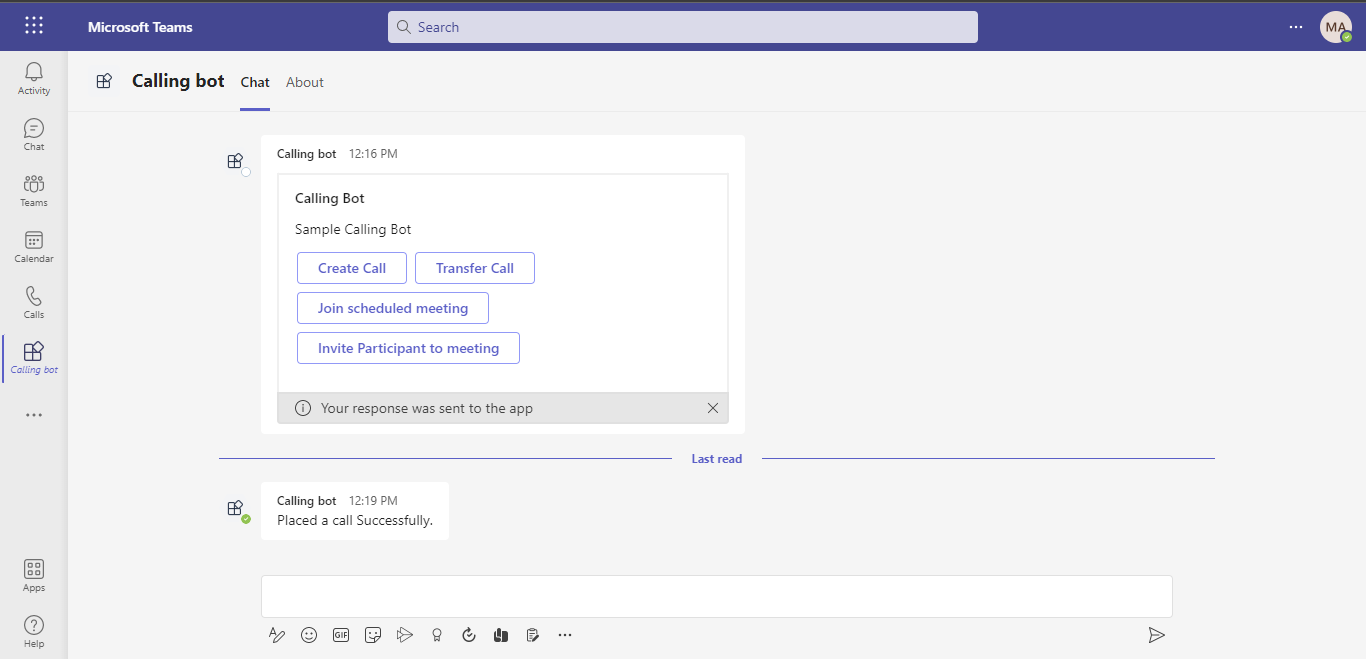 Microsoft Teams
Search
MA
Activity
Chat
Teams
Calendar
Calls
Calling bot
Apps
Help
Calling bot Chat About
Calling bot 12:16 PM
Calling Bot
Sample Calling Bot
Create Call Transfer Call
Join scheduled meeting
Invite Participant to meeting
Your response was sent to the app
Last read
Calling bot 12:19 PM
Placed a call Successfully.
GIF